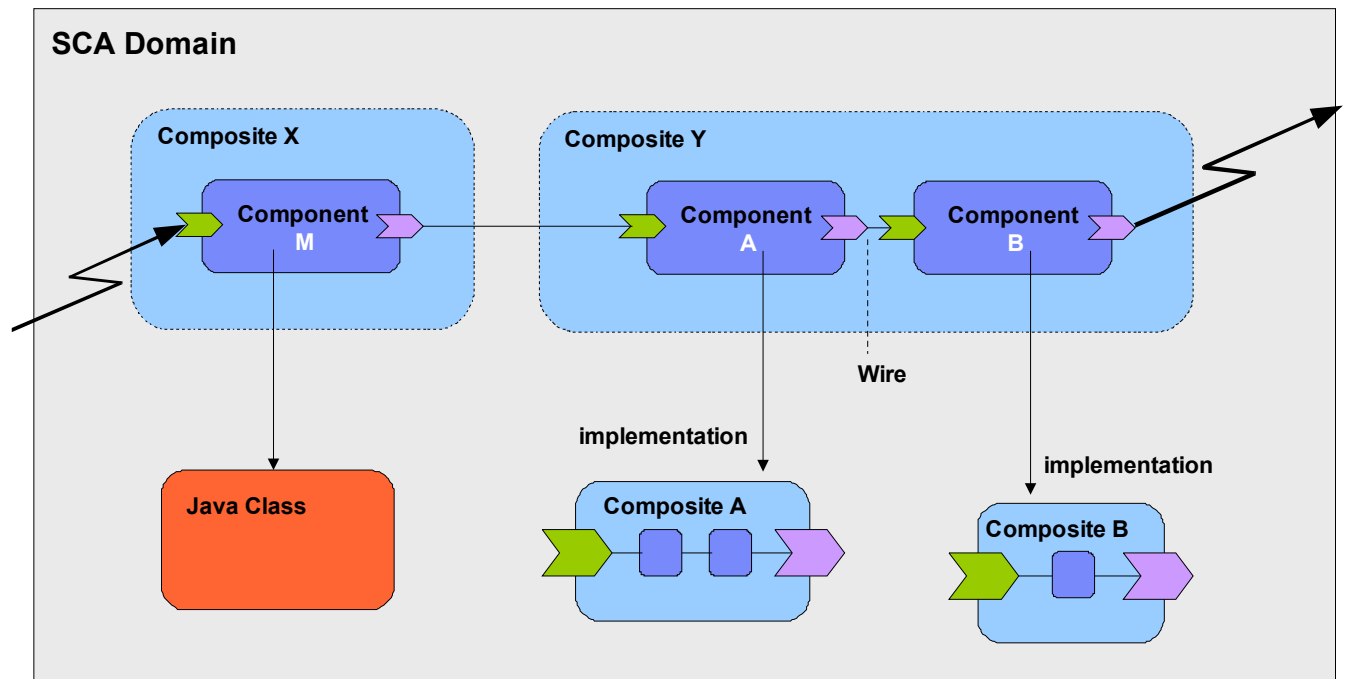 SCA Domain
Composite X
Composite Y
Component
M
Component
A
Component
B
Wire
implementation
implementation
Java Class
Composite A
Composite B